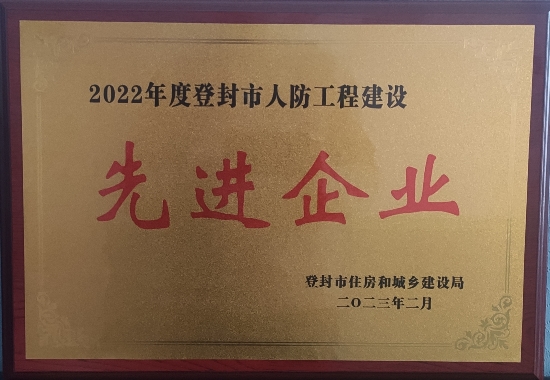 2022年度登封市人防工程建设
先进企业
登封市住房和城乡建设局
二〇二三年二月